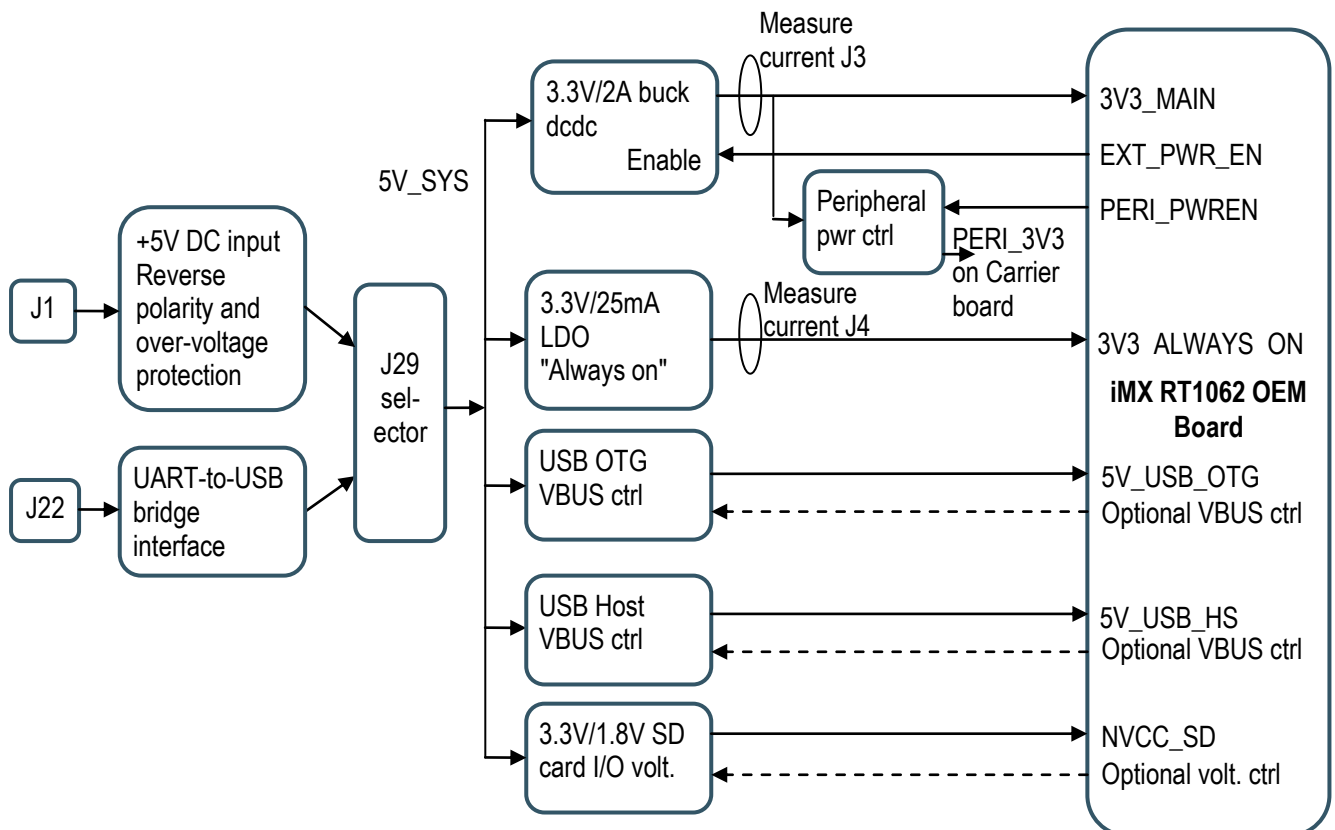 Measure
current J3
3.3V/2A buck
dcdc
Enable
3V3_MAIN
EXT_PWR_EN
5V_SYS
Peripheral
pwr ctrl
PERI_PWREN
PERI_3V3
on Carrier
board
+5V DC input
Reverse
polarity and
over-voltage
protection
J1
J29
sel-
ector
3.3V/25mA
LDO
"Always on"
Measure
current J4
3V3 ALWAYS ON
iMX RT1062 OEM
Board
J22
UART-to-USB
bridge
interface
USB OTG
VBUS ctrl
5V_USB_OTG
Optional VBUS ctrl
USB Host
VBUS ctrl
5V_USB_HS
Optional VBUS ctrl
3.3V/1.8V SD
card I/O volt.
NVCC_SD
Optional volt. ctrl